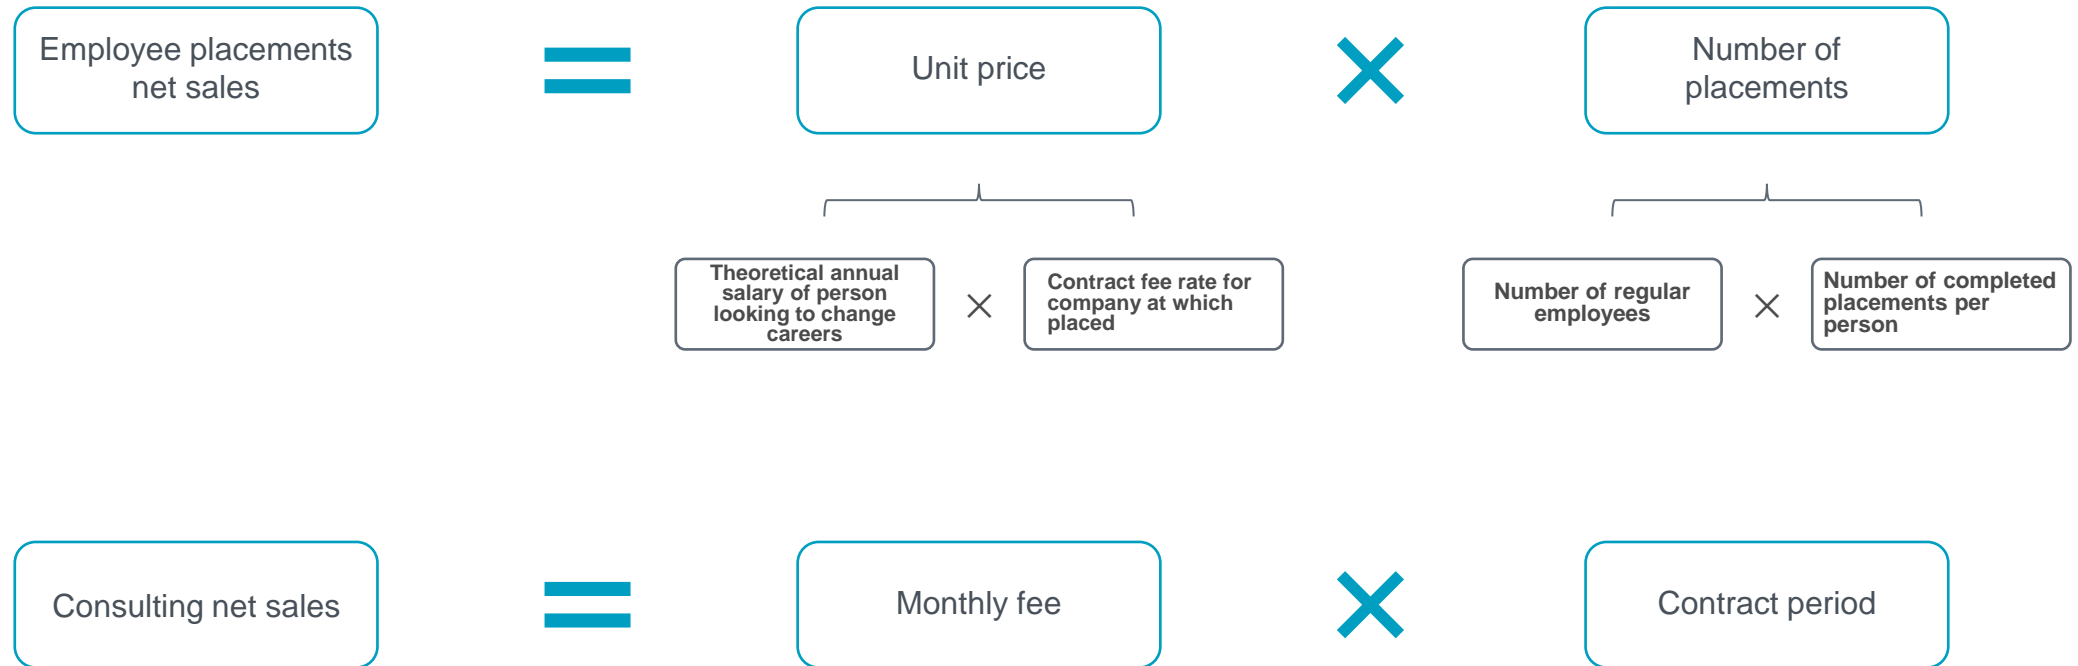 Employee placements
net sales
Unit price
Number of
placements
Theoretical annual
salary of person
looking to change
careers
Contract fee rate for
company at which
placed
Number of regular
employees
Number of completed
placements per
person
Consulting net sales
Monthly fee
Contract period